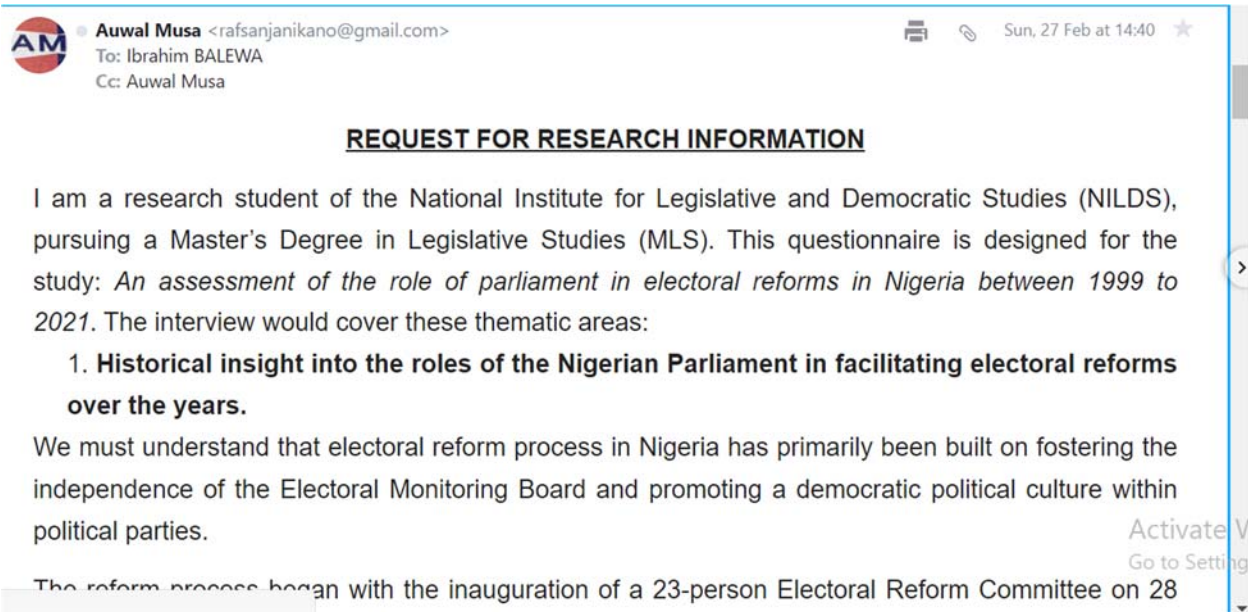 AM
Auwal Musa <rafsanjanikano@gmail.com>
Sun, 27 Feb at 14:40
To: Ibrahim BALEWA
Cc: Auwal Musa
REQUEST FOR RESEARCH INFORMATION
I am a research student of the National Institute for Legislative and Democratic Studies (NILDS),
pursuing a Master's Degree in Legislative Studies (MLS). This questionnaire is designed for the
study: An assessment of the role of parliament in electoral reforms in Nigeria between 1999 to
2021. The interview would cover these thematic areas:
1. Historical insight into the roles of the Nigerian Parliament in facilitating electoral reforms
over the years.
We must understand that electoral reform process in Nigeria has primarily been built on fostering the
independence of the Electoral Monitoring Board and promoting a democratic political culture within
political parties.
Activate
Go to Setting
The reform process began with the inauguration of a 23-person Electoral Reform Committee on 28